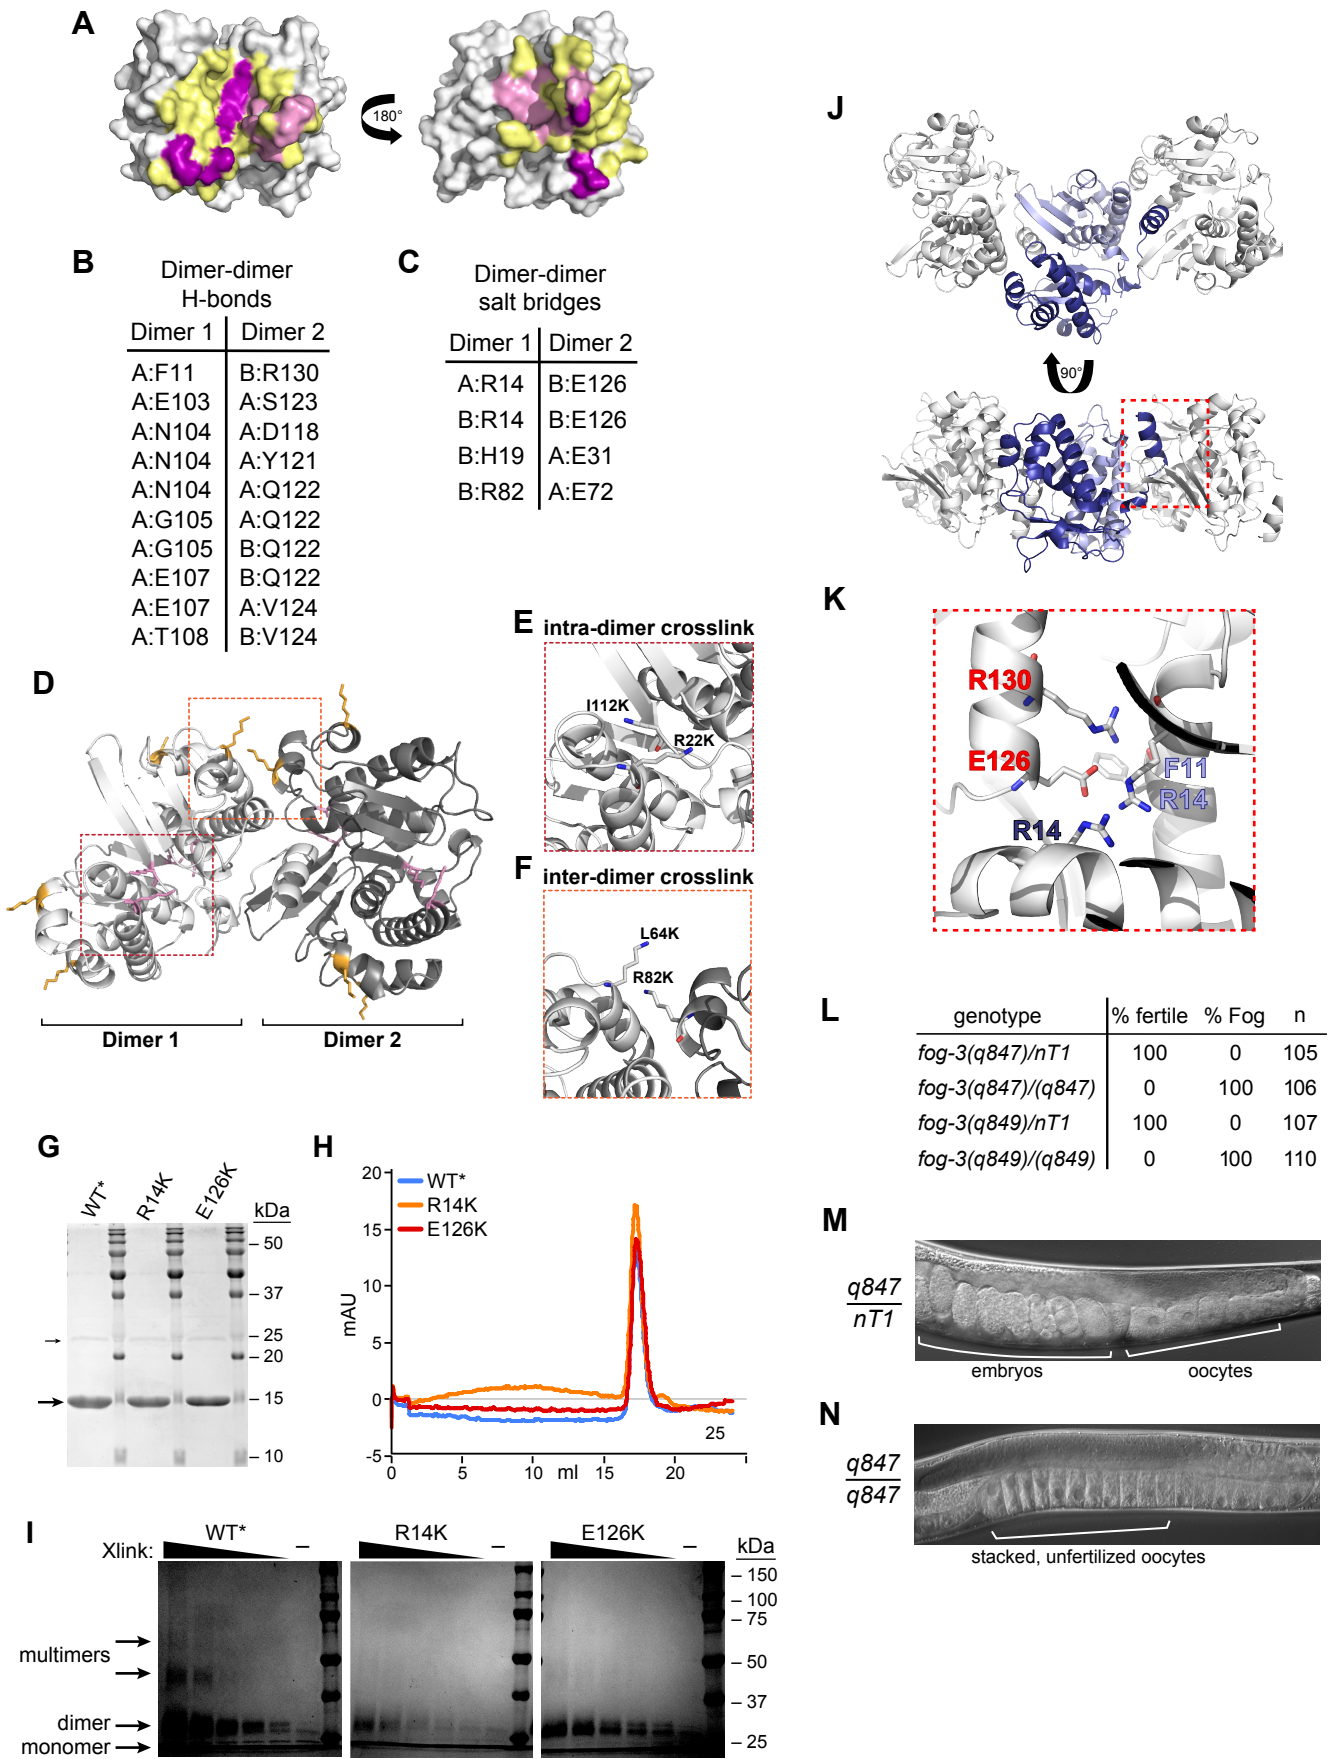 A
180°
B
Dimer-dimer
H-bonds
Dimer 1 Dimer 2
A:F11 B:R130
A:E103 A:S123
A:N104 A:D118
A:N104 A:Y121
A:N104 A:Q122
A:G105 A:Q122
A:G105 B:Q122
A:E107 B:Q122
A:E107 A:V124
A:T108 B:V124
C
Dimer-dimer
salt bridges
Dimer 1 Dimer 2
A:R14 B:E126
B:R14 B:E126
B:H19 A:E31
B:R82 A:E72
D
Dimer 1 Dimer 2
E intra-dimer crosslink
I112K
R22K
F inter-dimer crosslink
L64K
R82K
G
WT* R14K E126K kDa
– 50
– 37
– 25
– 20
– 15
– 10
H
WT*
R14K
E126K
mAU
20
15
10
5
0
-5
0 5 10 ml 15 20
25
I
WT* R14K E126K
Xlink: – – – kDa
– 150
– 100
– 75
– 50
– 37
– 25
multimers
dimer
monomer
J
90°
K
R130
E126
F11
R14
R14
L
genotype % fertile % Fog n
fog-3(q847)/nT1 100 0 105
fog-3(q847)/(q847) 0 100 106
fog-3(q849)/nT1 100 0 107
fog-3(q849)/(q849) 0 100 110
M
q847
nT1
embryos oocytes
N
q847
q847
stacked, unfertilized oocytes